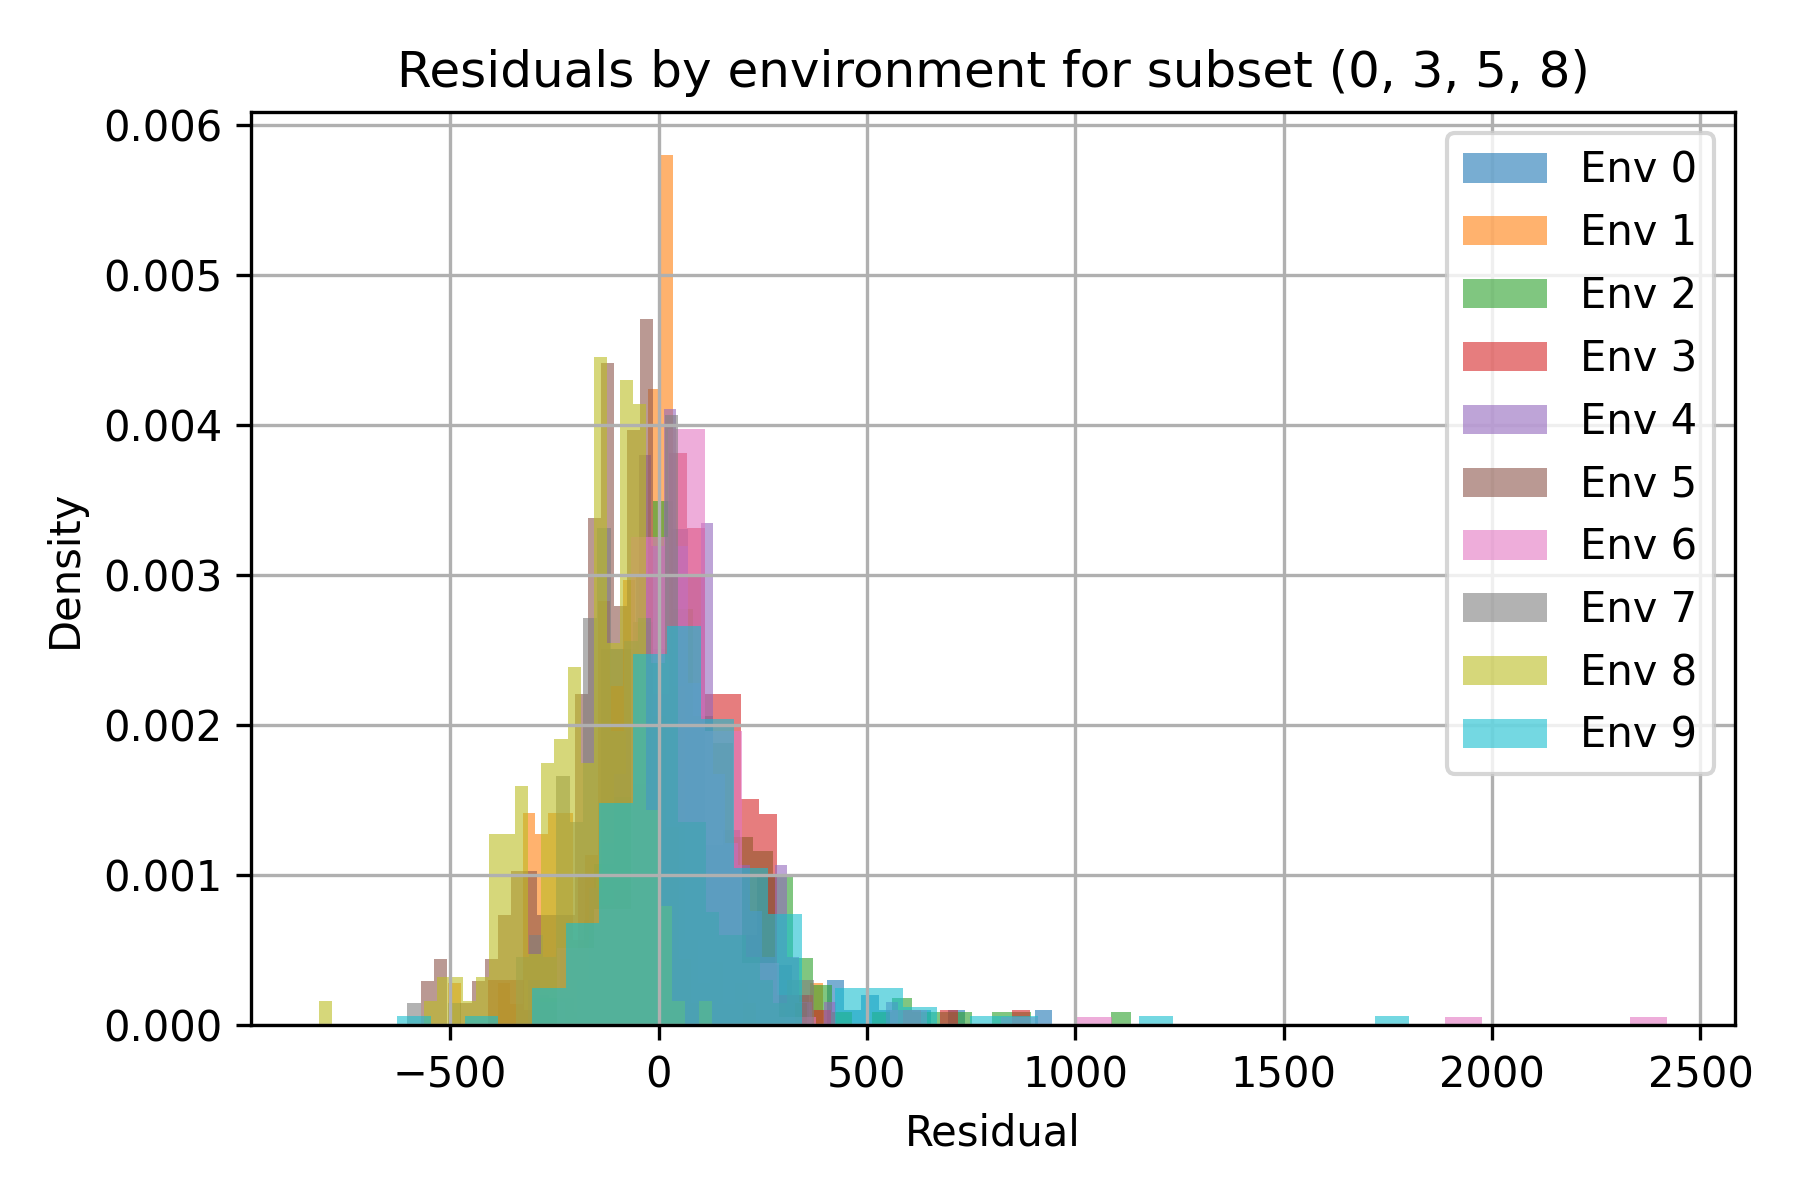 Residuals by environment for subset (0, 3, 5, 8)
0.006
0.005
0.004
0.003
0.002
0.001
0.000
Density
Env 0
Env 1
Env 2
Env 3
Env 4
Env 5
Env 6
Env 7
Env 8
Env 9
−500 0 500 1000 1500 2000 2500
Residual